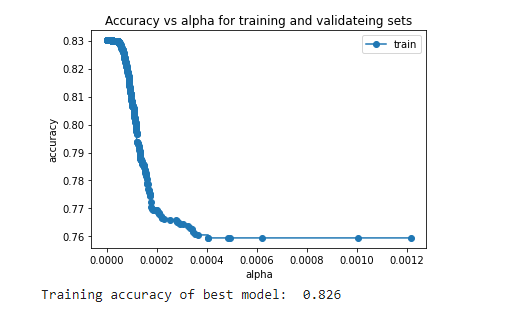 Accuracy vs alpha for training and validateing sets
train
accuracy
0.83
0.82
0.81
0.80
0.79
0.78
0.77
0.76
0.0000 0.0002 0.0004 0.0006 0.0008 0.0010 0.0012
alpha
Training accuracy of best model: 0.826